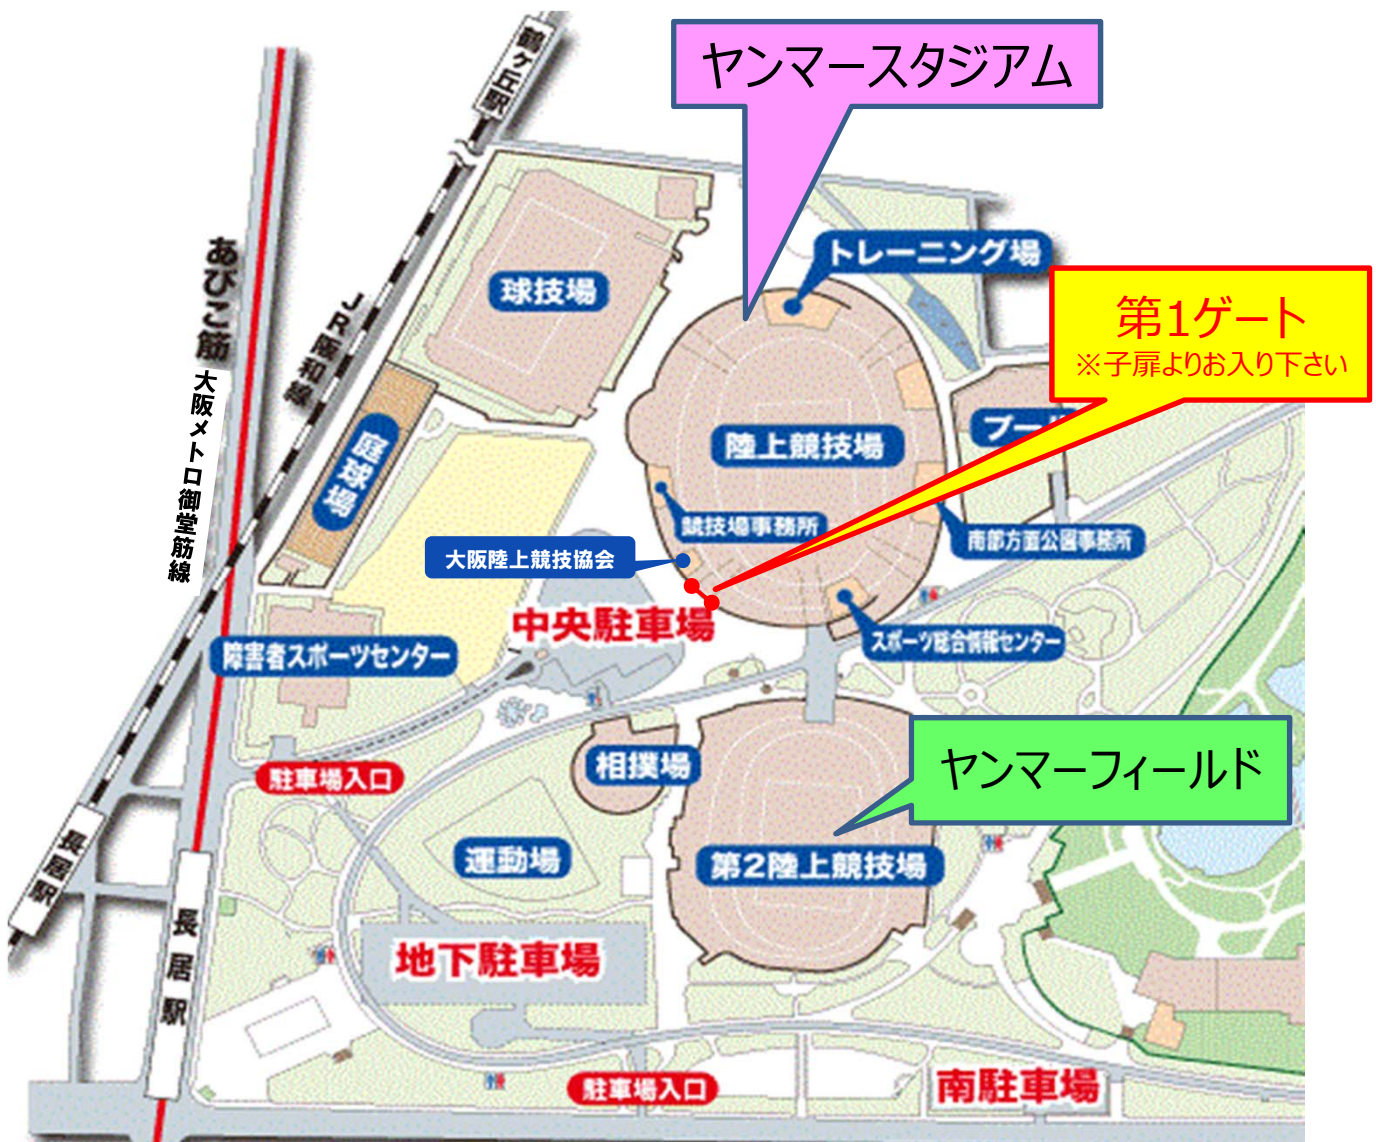 ヤンマースタジアム
鶴ケ丘駅
トレーニング場
あびこ筋
球技場
第1ゲート
※子扉よりお入り下さい
JR阪和線
大阪メトロ御堂筋線
陸上競技場
プール
庭球場
競技場事務所
南部方面公園事務所
大阪陸上競技協会
中央駐車場
障害者スポーツセンター
スポーツ総合情報センター
相撲場
ヤンマーフィールド
駐車場入口
長居駅
運動場
第2陸上競技場
長居駅
地下駐車場
駐車場入口
南駐車場